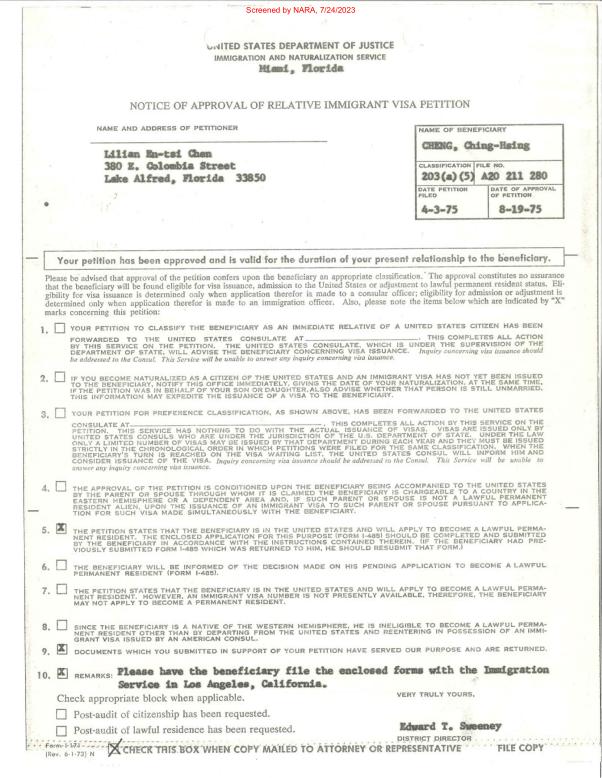 Screened by NARA, 7/24/2023
UNITED STATES DEPARTMENT OF JUSTICE
IMMIGRATION AND NATURALIZATION SERVICE
Miami, Florida
NOTICE OF APPROVAL OF RELATIVE IMMIGRANT VISA PETITION
NAME AND ADDRESS OF PETITIONER
Lilian En-tsi Chen
380 E. Colombia Street
Lake Alfred, Florida 33850
NAME OF BENEFICIARY
CHENG, Ching-Hsing
CLASSIFICATION FILE NO.
203(a)(5) A20 211 280
DATE PETITION FILED
DATE OF APPROVAL OF PETITION
4-3-75 8-19-75
Your petition has been approved and is valid for the duration of your present relationship to the beneficiary.
Please be advised that approval of the petition confers upon the beneficiary an appropriate classification. The approval constitutes no assurance
that the beneficiary will be found eligible for visa issuance, admission to the United States or adjustment to lawful permanent resident status. Eli-
gibility for visa issuance is determined only when application therefor is made to a consular officer; eligibility for admission or adjustment is
determined only when application therefor is made to an immigration officer. Also, please note the items below which are indicated by "X"
marks concerning this petition:
1. YOUR PETITION TO CLASSIFY THE BENEFICIARY AS AN IMMEDIATE RELATIVE OF A UNITED STATES CITIZEN HAS BEEN
FORWARDED TO THE UNITED STATES CONSULATE AT . THIS COMPLETES ALL ACTION
BY THIS SERVICE ON THE PETITION. THE UNITED STATES CONSULATE, WHICH IS UNDER THE SUPERVISION OF THE
DEPARTMENT OF STATE, WILL ADVISE THE BENEFICIARY CONCERNING VISA ISSUANCE. Inquiry concerning visa issuance should
be addressed to the Consul. This Service will be unable to answer any inquiry concerning visa issuance.
2. IF YOU BECOME NATURALIZED AS A CITIZEN OF THE UNITED STATES AND AN IMMIGRANT VISA HAS NOT YET BEEN ISSUED
TO THE BENEFICIARY, NOTIFY THIS OFFICE IMMEDIATELY, GIVING THE DATE OF YOUR NATURALIZATION. AT THE SAME TIME,
IF THE PETITION WAS IN BEHALF OF YOUR SON OR DAUGHTER, ALSO ADVISE WHETHER THAT PERSON IS STILL UNMARRIED.
THIS INFORMATION MAY EXPEDITE THE ISSUANCE OF A VISA TO THE BENEFICIARY.
3. YOUR PETITION FOR PREFERENCE CLASSIFICATION, AS SHOWN ABOVE, HAS BEEN FORWARDED TO THE UNITED STATES
CONSULATE AT . THIS COMPLETES ALL ACTION BY THIS SERVICE ON THE
PETITION. THIS SERVICE HAS NOTHING TO DO WITH THE ACTUAL ISSUANCE OF VISAS. VISAS ARE ISSUED ONLY BY
UNITED STATES CONSULS WHO ARE UNDER THE JURISDICTION OF THE U.S. DEPARTMENT OF STATE. UNDER THE LAW
ONLY A LIMITED NUMBER OF VISAS MAY BE ISSUED BY THAT DEPARTMENT DURING EACH YEAR AND THEY MUST BE ISSUED
STRICTLY IN THE CHRONOLOGICAL ORDER IN WHICH PETITIONS WERE FILED FOR THE SAME CLASSIFICATION. WHEN THE
BENEFICIARY'S TURN IS REACHED ON THE VISA WAITING LIST, THE UNITED STATES CONSUL WILL INFORM HIM AND
CONSIDER ISSUANCE OF THE VISA. Inquiry concerning visa issuance should be addressed to the Consul. This Service will be unable to
answer any inquiry concerning visa issuance.
4. THE APPROVAL OF THE PETITION IS CONDITIONED UPON THE BENEFICIARY BEING ACCOMPANIED TO THE UNITED STATES
BY THE PARENT OR SPOUSE THROUGH WHOM IT IS CLAIMED THE BENEFICIARY IS CHARGEABLE TO A COUNTRY IN THE
EASTERN HEMISPHERE OR A DEPENDENT AREA AND, IF SUCH PARENT OR SPOUSE IS NOT A LAWFUL PERMANENT
RESIDENT ALIEN, UPON THE ISSUANCE OF AN IMMIGRANT VISA TO SUCH PARENT OR SPOUSE PURSUANT TO APPLICA-
TION FOR SUCH VISA MADE SIMULTANEOUSLY WITH THE BENEFICIARY.
5. X THE PETITION STATES THAT THE BENEFICIARY IS IN THE UNITED STATES AND WILL APPLY TO BECOME A LAWFUL PERMA-
NENT RESIDENT. THE ENCLOSED APPLICATION FOR THIS PURPOSE (FORM I-485) SHOULD BE COMPLETED AND SUBMITTED
BY THE BENEFICIARY IN ACCORDANCE WITH THE INSTRUCTIONS CONTAINED THEREIN. (IF THE BENEFICIARY HAD PRE-
VIOUSLY SUBMITTED FORM I-485 WHICH WAS RETURNED TO HIM, HE SHOULD RESUBMIT THAT FORM.)
6. THE BENEFICIARY WILL BE INFORMED OF THE DECISION MADE ON HIS PENDING APPLICATION TO BECOME A LAWFUL
PERMANENT RESIDENT (FORM I-485).
7. THE PETITION STATES THAT THE BENEFICIARY IS IN THE UNITED STATES AND WILL APPLY TO BECOME A LAWFUL PERMA-
NENT RESIDENT. HOWEVER, AN IMMIGRANT VISA NUMBER IS NOT PRESENTLY AVAILABLE, THEREFORE, THE BENEFICIARY
MAY NOT APPLY TO BECOME A PERMANENT RESIDENT.
8. SINCE THE BENEFICIARY IS A NATIVE OF THE WESTERN HEMISPHERE, HE IS INELIGIBLE TO BECOME A LAWFUL PERMA-
NENT RESIDENT OTHER THAN BY DEPARTING FROM THE UNITED STATES AND REENTERING IN POSSESSION OF AN IMMI-
GRANT VISA ISSUED BY AN AMERICAN CONSUL.
9. X DOCUMENTS WHICH YOU SUBMITTED IN SUPPORT OF YOUR PETITION HAVE SERVED OUR PURPOSE AND ARE RETURNED.
10. X REMARKS: Please have the beneficiary file the enclosed forms with the Immigration
Service in Los Angeles, California.
Check appropriate block when applicable.
VERY TRULY YOURS,
Post-audit of citizenship has been requested.
Post-audit of lawful residence has been requested.
Edward T. Sweeney
DISTRICT DIRECTOR
Form I-171
(Rev. 6-1-73) N
X CHECK THIS BOX WHEN COPY MAILED TO ATTORNEY OR REPRESENTATIVE
FILE COPY